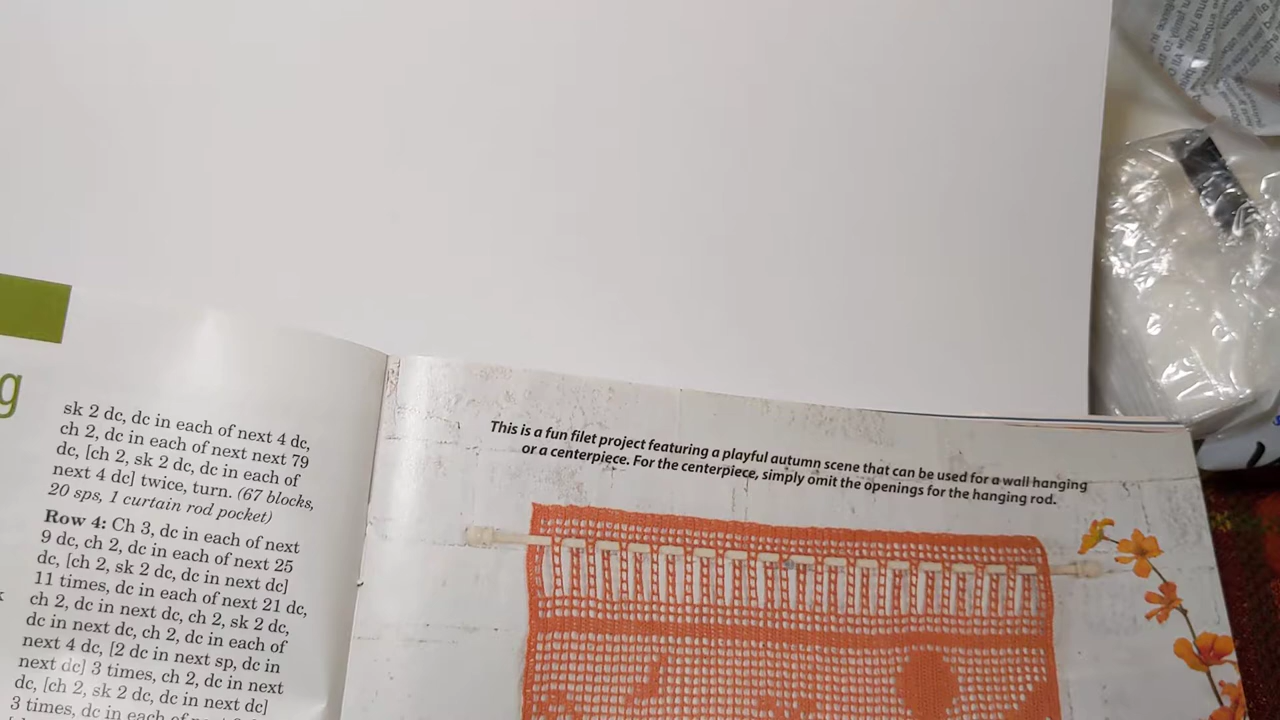 g
sk 2 dc, dc in each of next 4 dc,
ch 2, dc in each of next next 79
dc, [ch 2, sk 2 dc, dc in each of
next 4 dc] twice, turn. (67 blocks,
20 sps, 1 curtain rod pocket)
Row 4: Ch 3, dc in each of next
9 dc, ch 2, dc in each of next 25
dc, [ch 2, sk 2 dc, dc in next dc]
11 times, dc in each of next 21 dc,
ch 2, dc in next dc, ch 2, sk 2 dc,
dc in next dc, ch 2, dc in each of
next 4 dc, [2 dc in next sp, dc in
next dc] 3 times, ch 2, dc in next
dc, [ch 2, sk 2 dc, dc in next dc]
3 times, dc in each of
This is a fun filet project featuring a playful autumn scene that can be used for a wall hanging
or a centerpiece. For the centerpiece, simply omit the openings for the hanging rod.